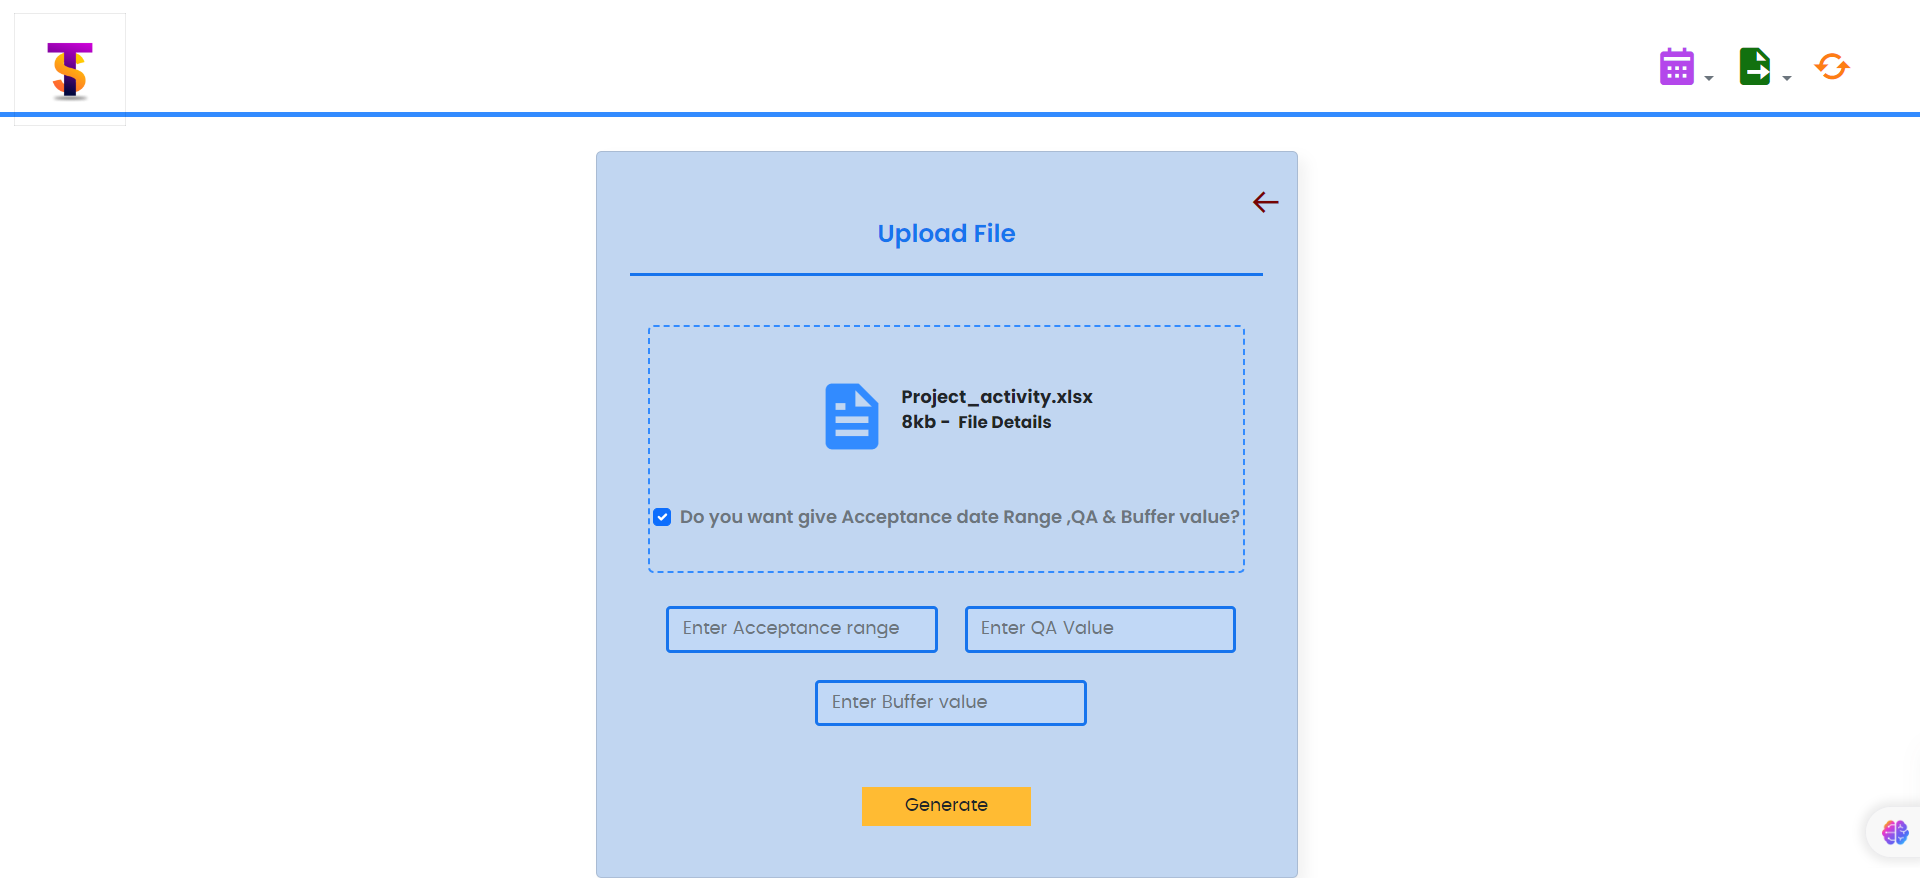 TS
Upload File
Project_activity.xlsx
8kb - File Details
Do you want give Acceptance date Range ,QA & Buffer value?
Enter Acceptance range
Enter QA Value
Enter Buffer value
Generate